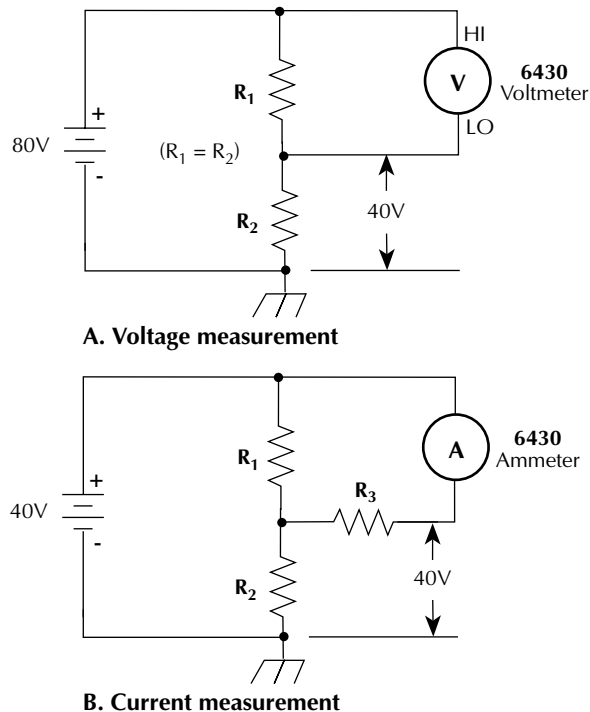 HI
R1
V
6430
Voltmeter
LO
+
80V
(R1 = R2)
-
R2
40V
A. Voltage measurement
R1
A
6430
Ammeter
R3
+
40V
-
R2
40V
B. Current measurement